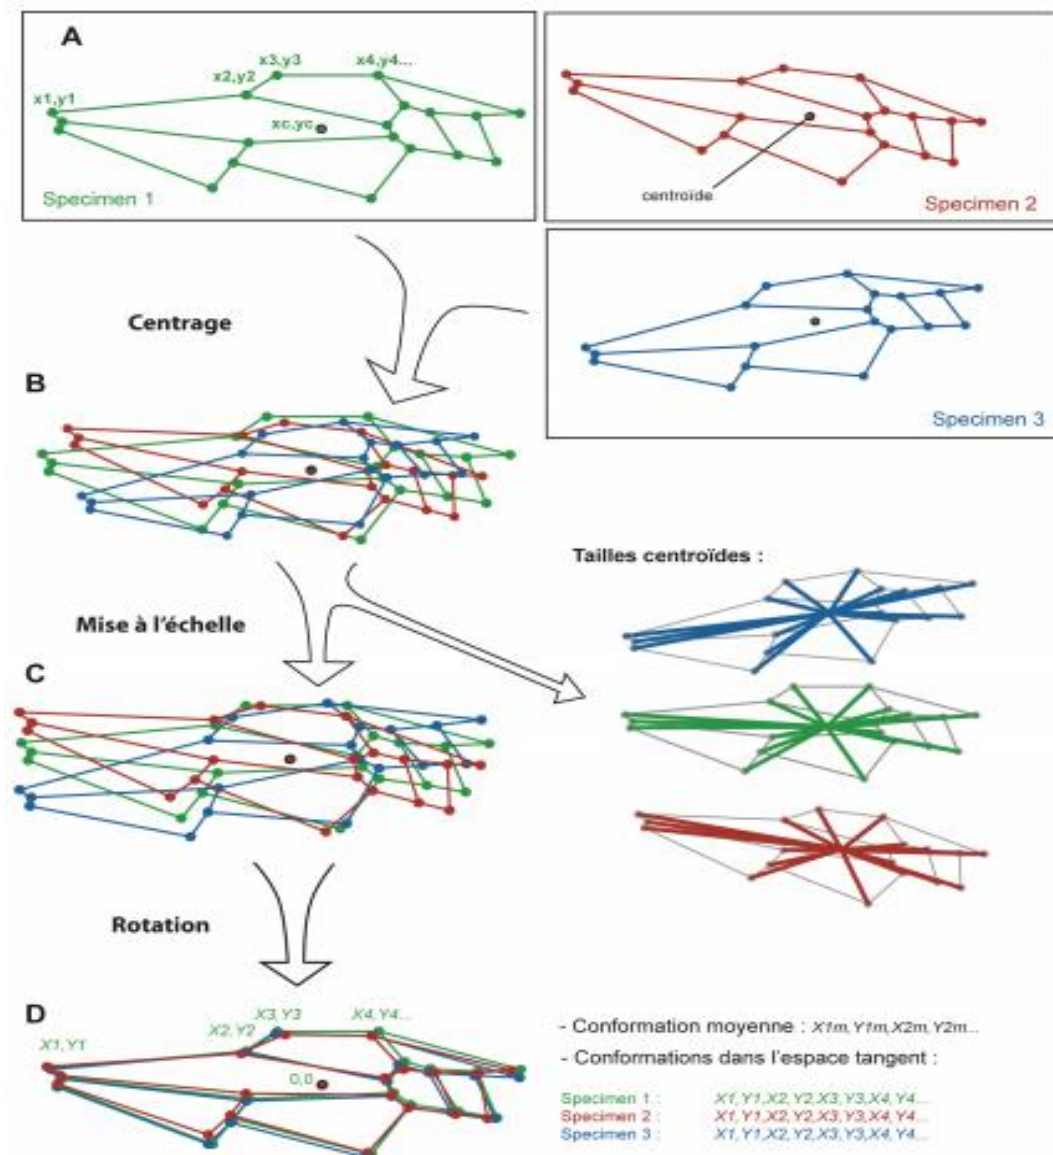 A
x1,y1
x2,y2
x3,y3
x4,y4...
xc,yc
Specimen 1
centroïde
Specimen 2
Specimen 3
Centrage
B
Tailles centroïdes :
Mise à l'échelle
C
Rotation
D
X1,Y1
X2,Y2
X3,Y3
X4,Y4...
0,0
- Conformation moyenne : X1m,Y1m,X2m,Y2m...
- Conformations dans l'espace tangent :
Specimen 1 : X1,Y1,X2,Y2,X3,Y3,X4,Y4...
Specimen 2 : X1,Y1,X2,Y2,X3,Y3,X4,Y4...
Specimen 3 : X1,Y1,X2,Y2,X3,Y3,X4,Y4...